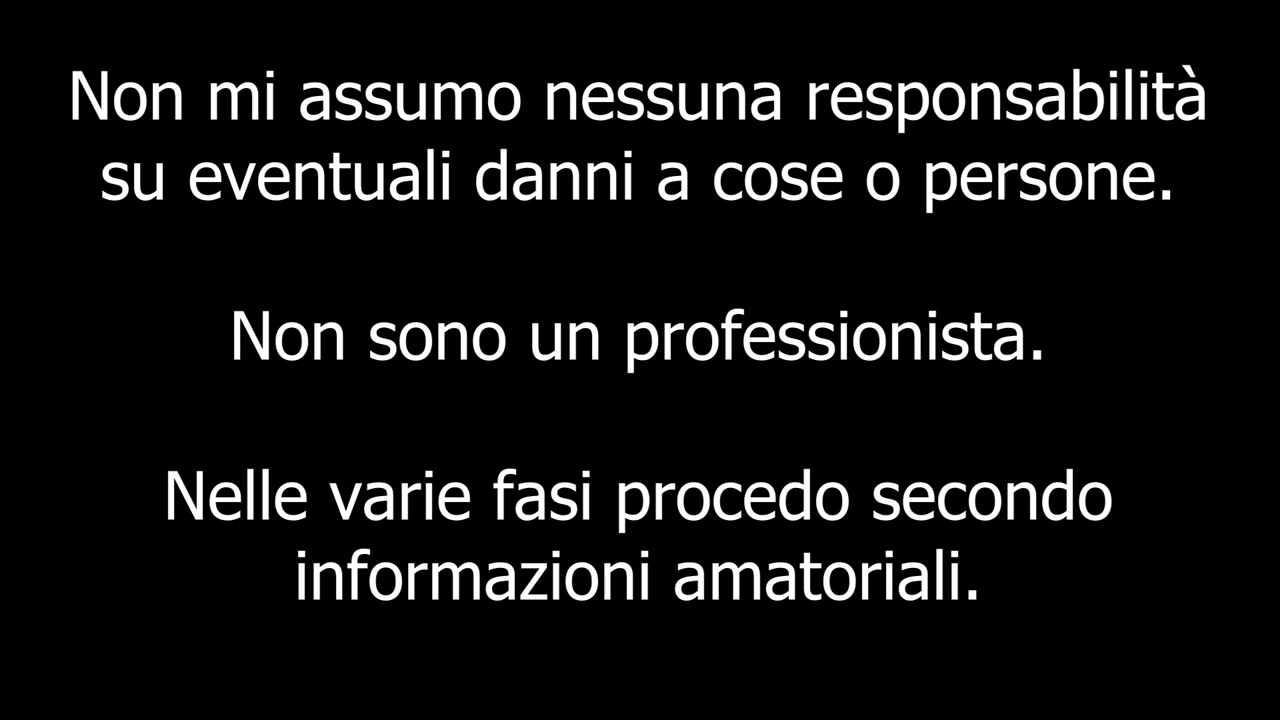 Non mi assumo nessuna responsabilità
su eventuali danni a cose o persone.
Non sono un professionista.
Nelle varie fasi procedo secondo
informazioni amatoriali.